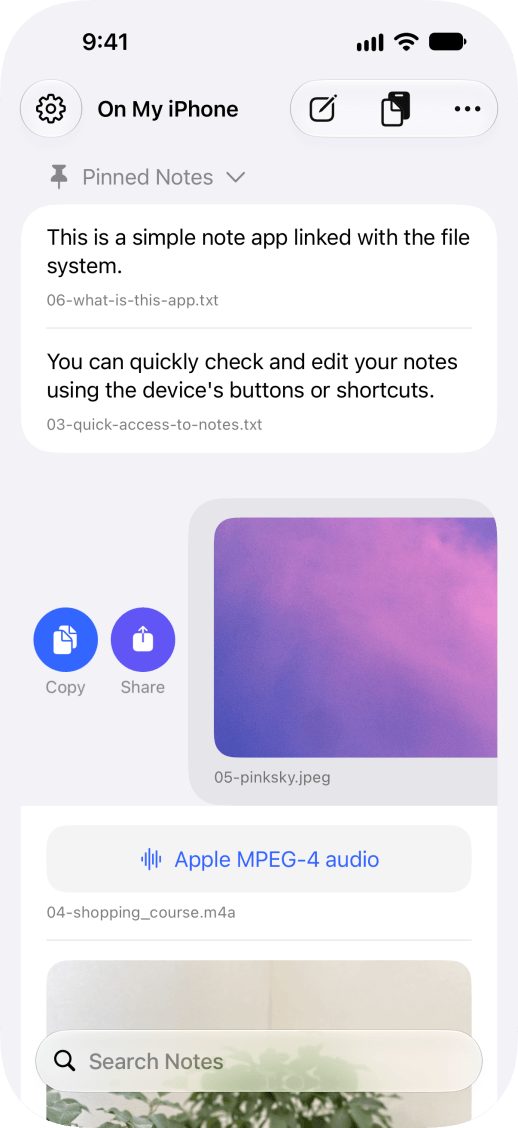 9:41
On My iPhone
Pinned Notes
This is a simple note app linked with the file
system.
06-what-is-this-app.txt
You can quickly check and edit your notes
using the device's buttons or shortcuts.
03-quick-access-to-notes.txt
Copy
Share
05-pinksky.jpeg
Apple MPEG-4 audio
04-shopping_course.m4a
Search Notes